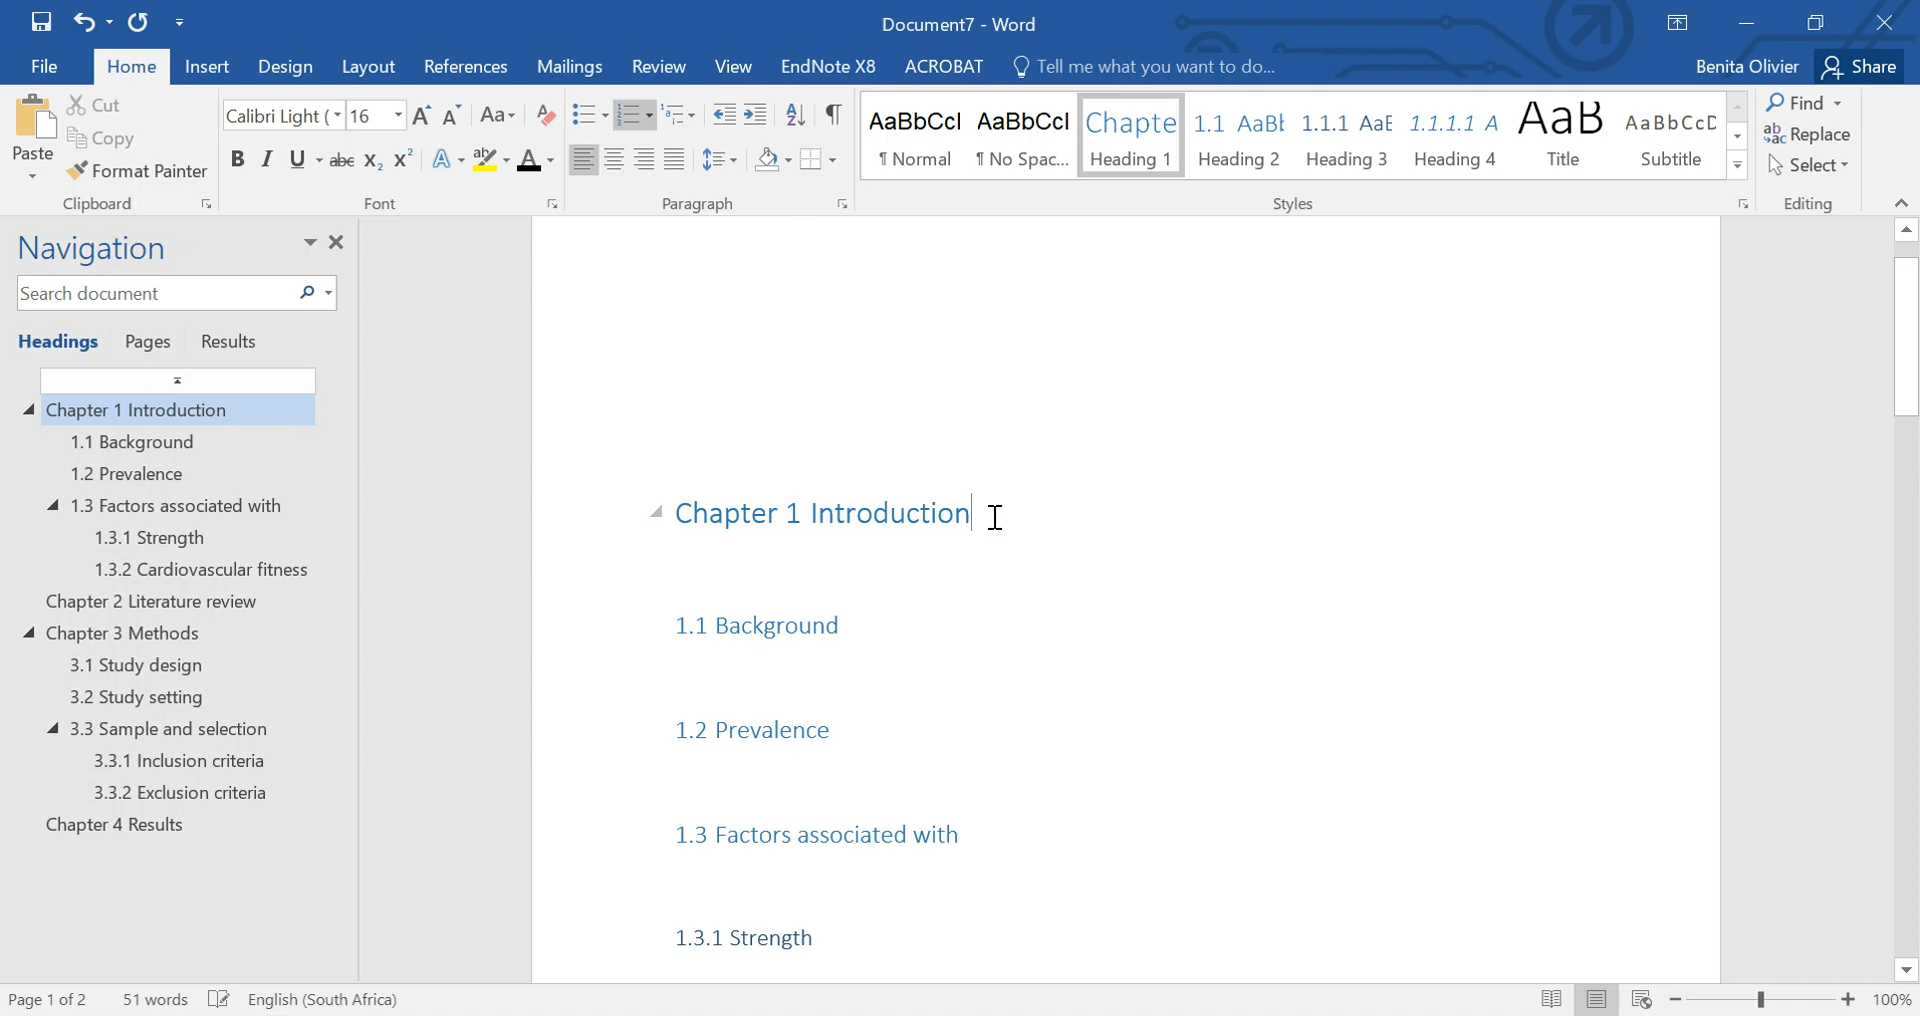 Document7 - Word
File Home Insert Design Layout References Mailings Review View EndNote X8 ACROBAT Tell me what you want to do... Benita Olivier Share
Paste
Cut
Copy
Format Painter
Clipboard
Calibri Light ( 16
Font
Paragraph
AaBbCcI AaBbCcI Chapte 1.1 AaBb 1.1.1 AaE 1.1.1.1 A AaB AaBbCcD
¶ Normal ¶ No Spac... Heading 1 Heading 2 Heading 3 Heading 4 Title Subtitle
Styles
Find
Replace
Select
Editing
Navigation
Search document
Headings Pages Results
Chapter 1 Introduction
1.1 Background
1.2 Prevalence
1.3 Factors associated with
1.3.1 Strength
1.3.2 Cardiovascular fitness
Chapter 2 Literature review
Chapter 3 Methods
3.1 Study design
3.2 Study setting
3.3 Sample and selection
3.3.1 Inclusion criteria
3.3.2 Exclusion criteria
Chapter 4 Results
Chapter 1 Introduction
1.1 Background
1.2 Prevalence
1.3 Factors associated with
1.3.1 Strength
Page 1 of 2 51 words English (South Africa) 100%